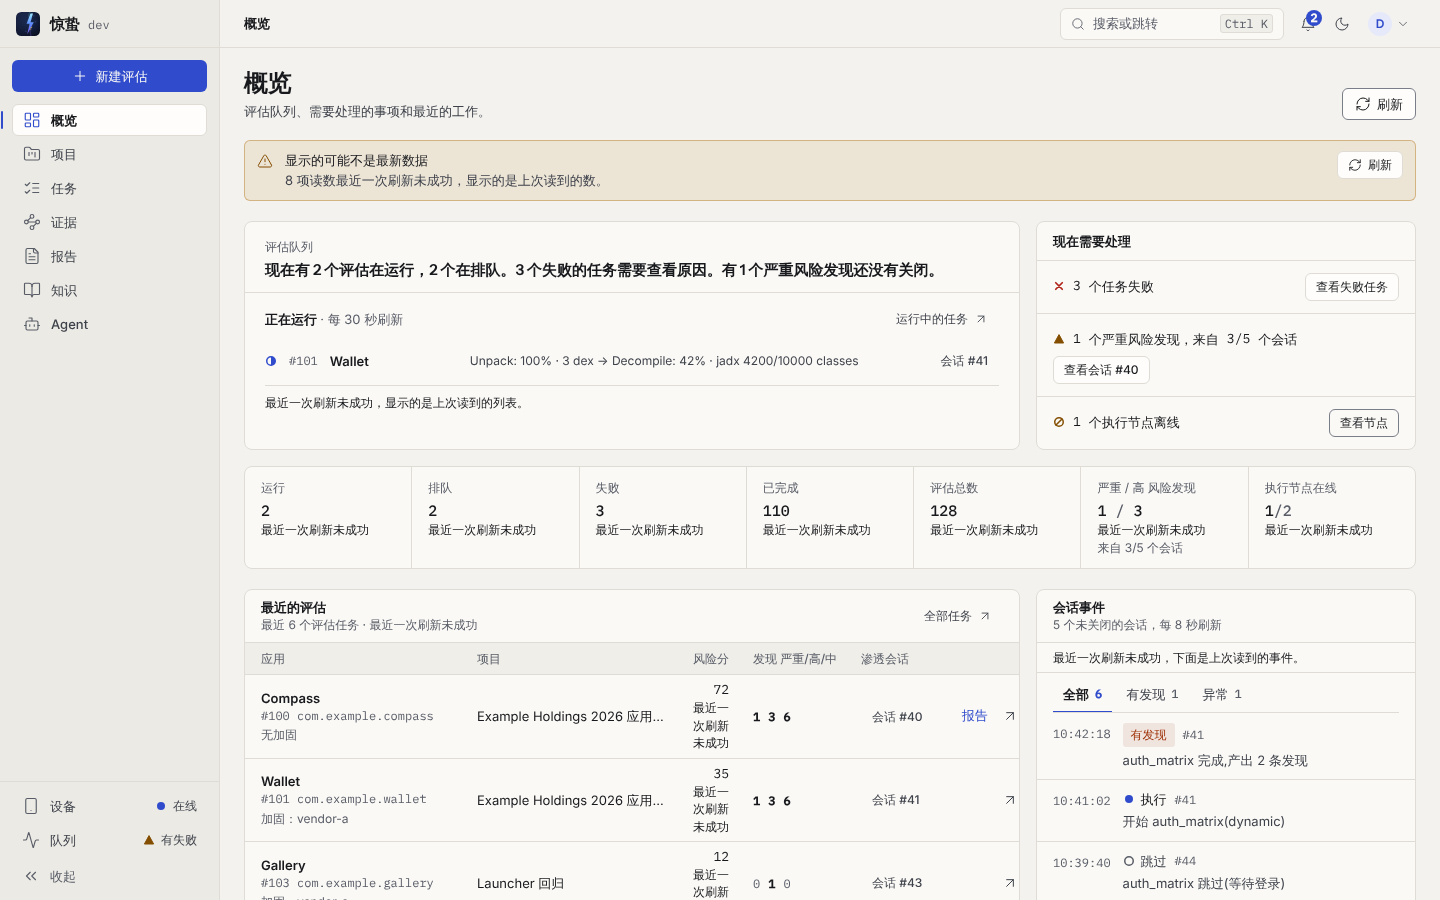 惊蛰 dev
概览
搜索或跳转 Ctrl K
2
D
新建评估
概览
项目
任务
证据
报告
知识
Agent
设备 在线
队列 有失败
收起
概览
评估队列、需要处理的事项和最近的工作。
刷新
显示的可能不是最新数据
8 项读数最近一次刷新未成功，显示的是上次读到的数。
刷新
评估队列
现在有 2 个评估在运行，2 个在排队。3 个失败的任务需要查看原因。有 1 个严重风险发现还没有关闭。
正在运行 · 每 30 秒刷新 运行中的任务
#101 Wallet Unpack: 100% · 3 dex → Decompile: 42% · jadx 4200/10000 classes 会话 #41
最近一次刷新未成功，显示的是上次读到的列表。
现在需要处理
3 个任务失败 查看失败任务
1 个严重风险发现，来自 3/5 个会话
查看会话 #40
1 个执行节点离线 查看节点
运行
2
最近一次刷新未成功
排队
2
最近一次刷新未成功
失败
3
最近一次刷新未成功
已完成
110
最近一次刷新未成功
评估总数
128
最近一次刷新未成功
严重 / 高 风险发现
1 / 3
最近一次刷新未成功
来自 3/5 个会话
执行节点在线
1/2
最近一次刷新未成功
最近的评估
最近 6 个评估任务 · 最近一次刷新未成功
全部任务
应用 项目 风险分 发现 严重/高/中 渗透会话
Compass
#100 com.example.compass
无加固
Example Holdings 2026 应用...
72
最近一
次刷新
未成功
1 3 6
会话 #40
报告
Wallet
#101 com.example.wallet
加固：vendor-a
Example Holdings 2026 应用...
35
最近一
次刷新
未成功
1 3 6
会话 #41
Gallery
#103 com.example.gallery
加固：vendor-a
Launcher 回归
12
最近一
次刷新
0 1 0
会话 #43
会话事件
5 个未关闭的会话，每 8 秒刷新
最近一次刷新未成功，下面是上次读到的事件。
全部 6 有发现 1 异常 1
10:42:18 有发现 #41
auth_matrix 完成,产出 2 条发现
10:41:02 执行 #41
开始 auth_matrix(dynamic)
10:39:40 跳过 #44
auth_matrix 跳过(等待登录)